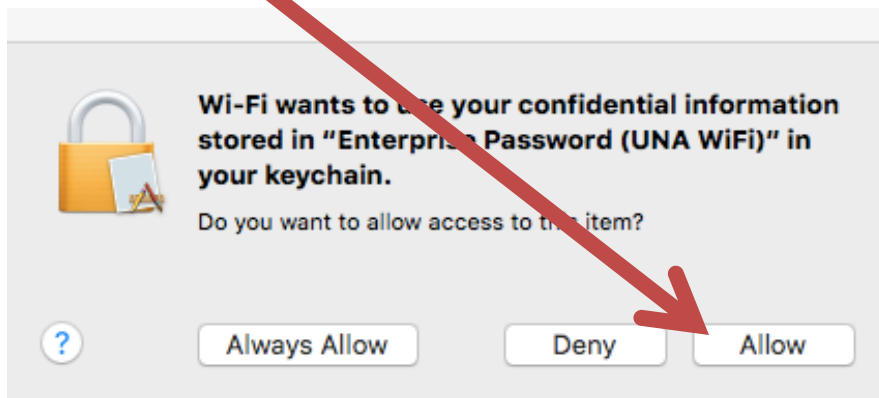 Wi-Fi wants to use your confidential information
stored in “Enterprise Password (UNA WiFi)” in
your keychain.
Do you want to allow access to this item?
?
Always Allow
Deny
Allow